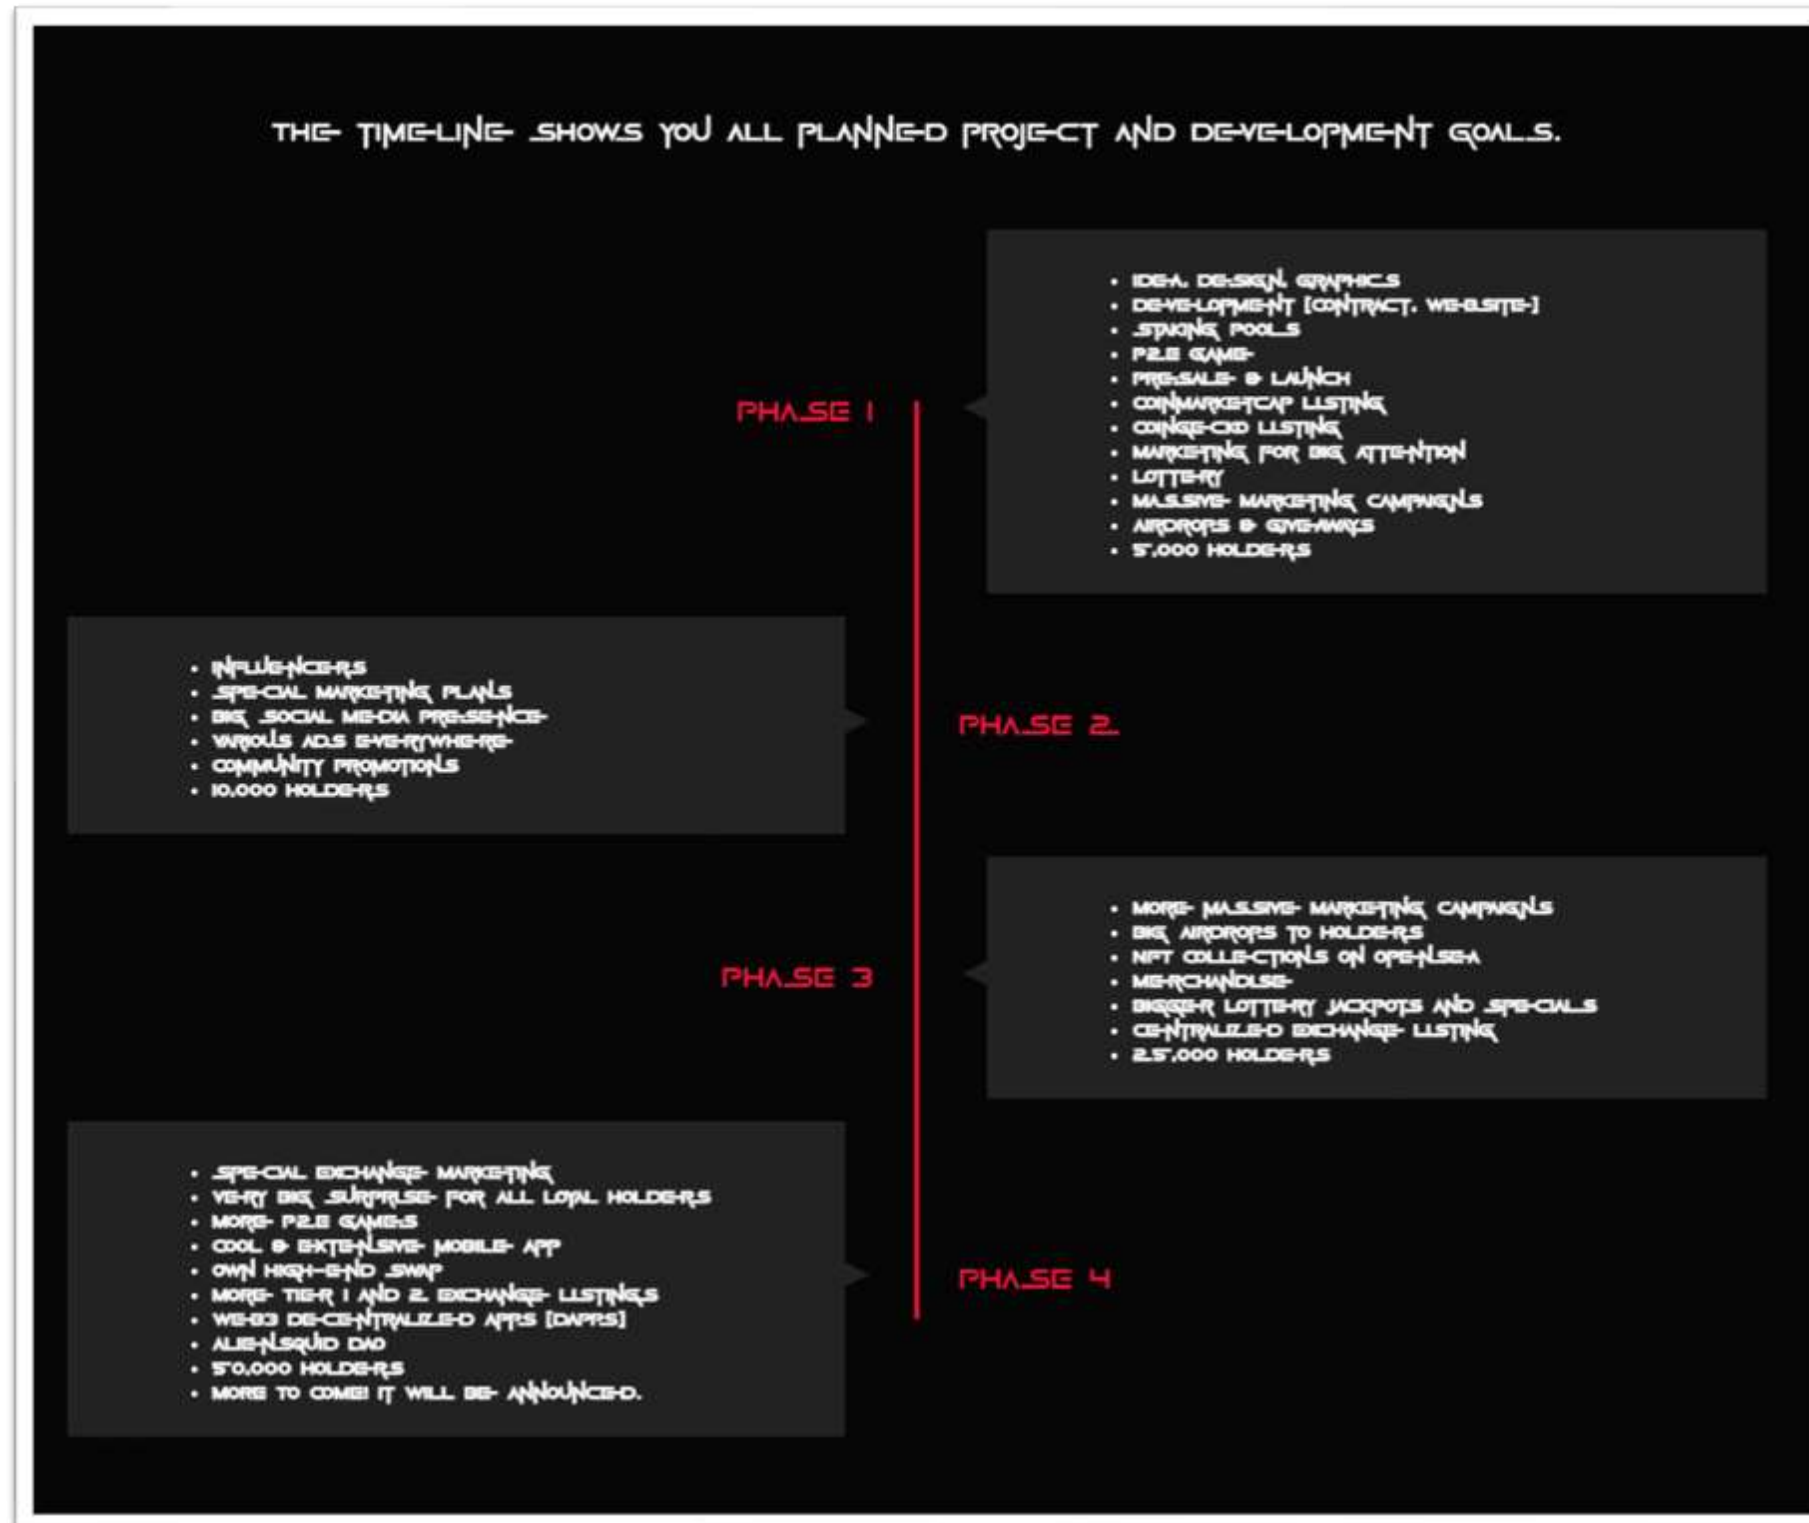 THE TIMELINE SHOWS YOU ALL PLANNED PROJECT AND DEVELOPMENT GOALS.
PHASE 1
• IDEA, DESIGN, GRAPHICS
• DEVELOPMENT [CONTRACT, WEBSITE]
• STAKING POOLS
• P2E GAME
• PRESALE & LAUNCH
• COINMARKETCAP LISTING
• COINGECKO LISTING
• MARKETING FOR BIG ATTENTION
• LOTTERY
• MASSIVE MARKETING CAMPAIGNS
• AIRDROPS & GIVEAWAYS
• 5.000 HOLDERS
PHASE 2
• INFLUENCERS
• SPECIAL MARKETING PLANS
• BIG SOCIAL MEDIA PRESENCE
• VARIOUS ADS EVERYWHERE
• COMMUNITY PROMOTIONS
• 10.000 HOLDERS
PHASE 3
• MORE MASSIVE MARKETING CAMPAIGNS
• BIG AIRDROPS TO HOLDERS
• NFT COLLECTIONS ON OPENSEA
• MERCHANDISE
• BIGGER LOTTERY JACKPOTS AND SPECIALS
• CENTRALIZED EXCHANGE LISTING
• 25.000 HOLDERS
PHASE 4
• SPECIAL EXCHANGE MARKETING
• VERY BIG SURPRISE FOR ALL LOYAL HOLDERS
• MORE P2E GAMES
• COOL & EXTENSIVE MOBILE APP
• OWN HIGH-END SWAP
• MORE TIER 1 AND 2 EXCHANGE LISTINGS
• WEB3 DECENTRALIZED APPS [DAPPS]
• ALIENSQUID DAO
• 50.000 HOLDERS
• MORE TO COME! IT WILL BE ANNOUNCED.